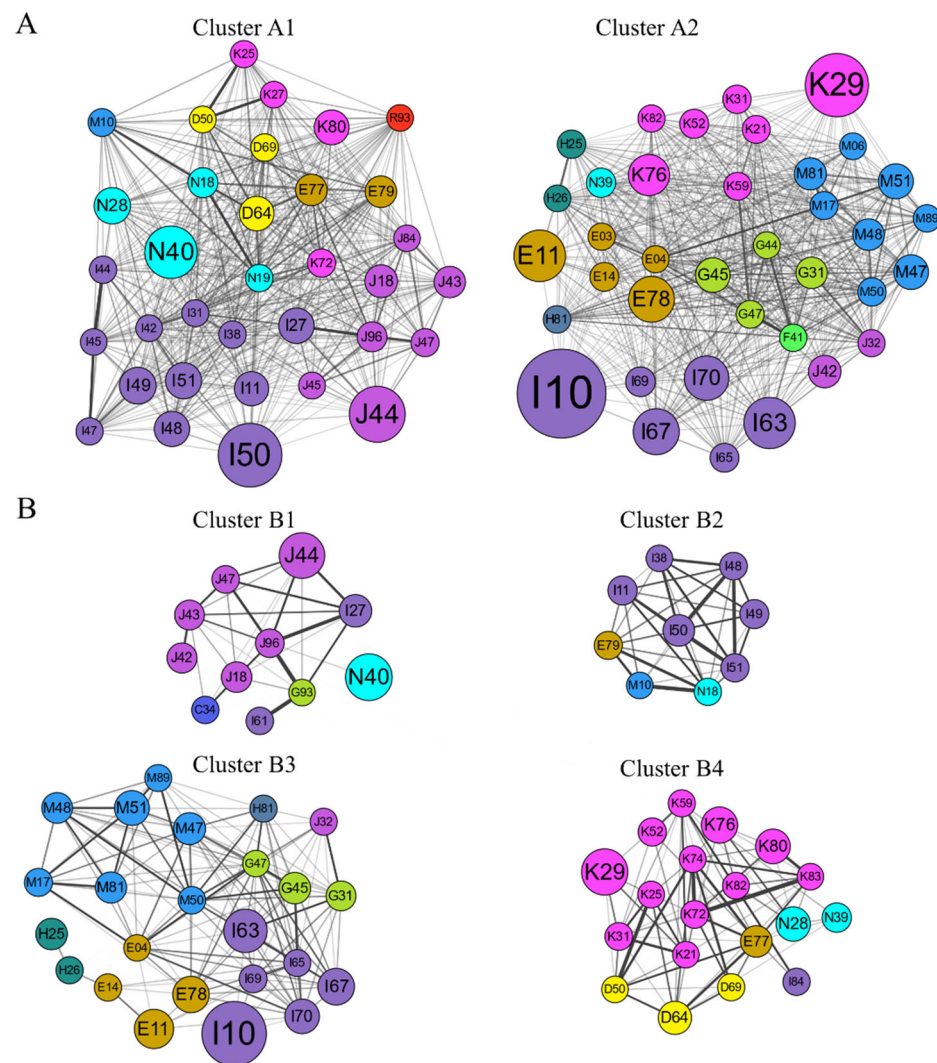 A
Cluster A1
Cluster A2
K25
K27
M10
D50
K80
R93
D69
N18
E77
E79
N28
D64
N40
J84
K72
I44
N19
J18
J43
I31
I42
I38
I27
J96
J47
I45
I49
I51
I11
J45
J44
I47
I48
I50
K29
K31
K82
K52
K21
H25
M06
N39
K76
K59
M81
M51
H26
M17
M89
E03
G44
M48
E11
E04
E14
G45
G31
M47
E78
M50
H81
G47
F41
J32
J42
I10
I69
I70
I67
I63
I65
B
Cluster B1
Cluster B2
J44
J47
J43
I27
J96
J42
J18
N40
G93
C34
I61
I38
I48
I11
I49
I50
E79
I51
M10
N18
Cluster B3
Cluster B4
M89
M48
M51
H81
M47
J32
G47
M17
M81
G45
G31
M50
H25
I63
E04
H26
I65
I69
E14
E78
I67
I70
E11
I10
K59
K52
K76
K80
K74
K29
K25
K82
K83
K72
N28
N39
K31
E77
K21
I84
D50
D69
D64